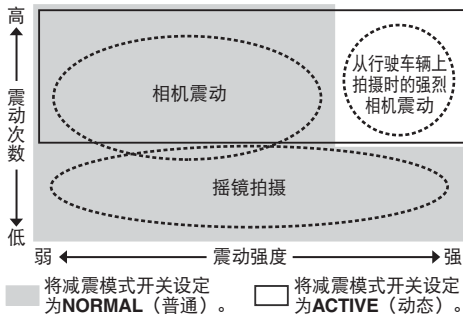 高
震动次数
低
相机震动
从行驶车辆上
拍摄时的强烈
相机震动
摇镜拍摄
弱 震动强度 强
将减震模式开关设定
为NORMAL（普通）。
将减震模式开关设定
为ACTIVE（动态）。